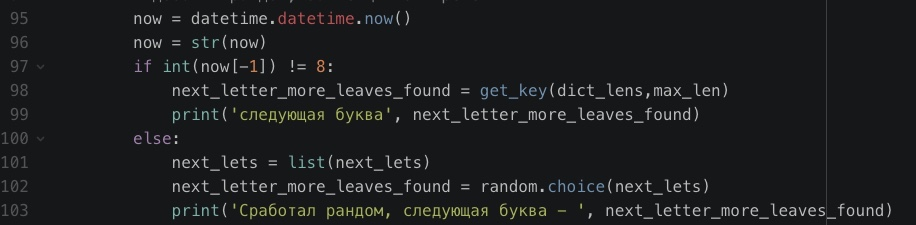 95 now = datetime.datetime.now()
96 now = str(now)
97 if int(now[-1]) != 8:
98 next_letter_more_leaves_found = get_key(dict_lens,max_len)
99 print('следующая буква', next_letter_more_leaves_found)
100 else:
101 next_lets = list(next_lets)
102 next_letter_more_leaves_found = random.choice(next_lets)
103 print('Сработал рандом, следующая буква - ', next_letter_more_leaves_found)